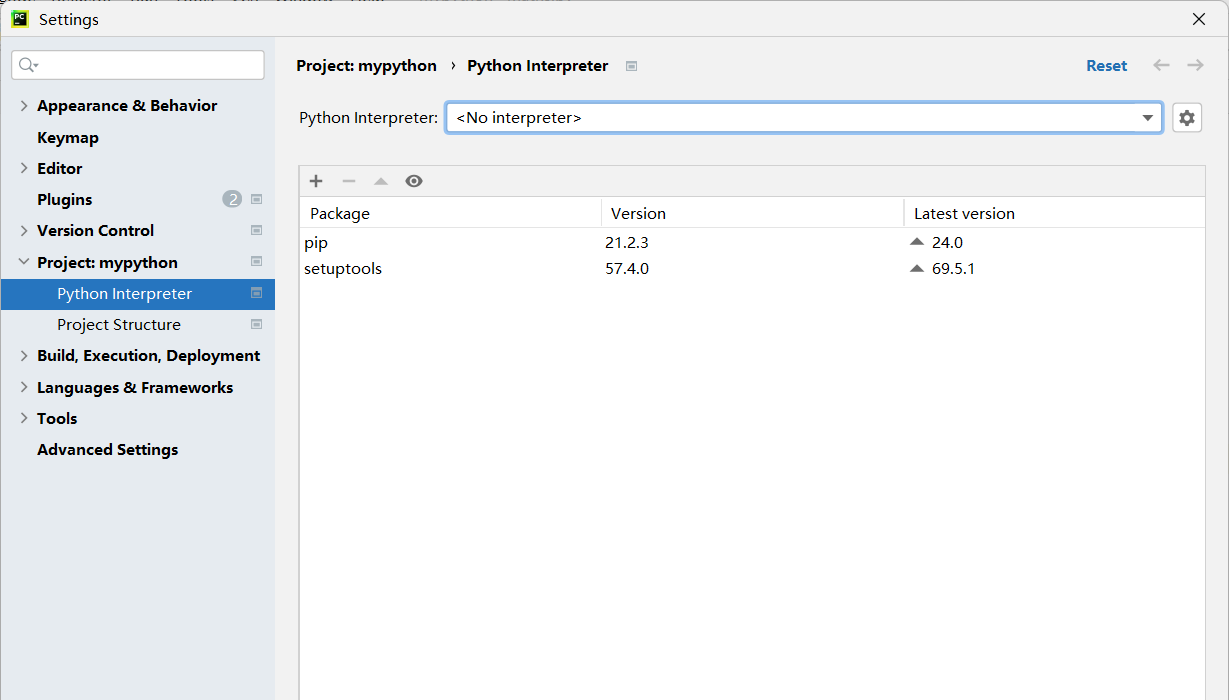 PC Settings
Project: mypython › Python Interpreter
Reset
Appearance & Behavior
Python Interpreter: <No interpreter>
Keymap
Editor
Plugins 2
Package Version Latest version
Version Control
pip 21.2.3 24.0
Project: mypython
setuptools 57.4.0 69.5.1
Python Interpreter
Project Structure
Build, Execution, Deployment
Languages & Frameworks
Tools
Advanced Settings